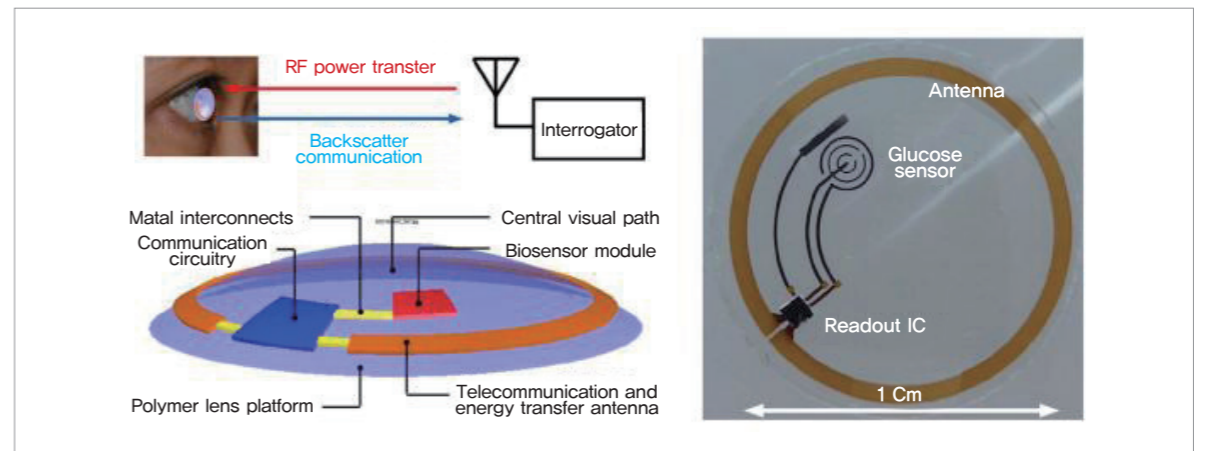 RF power transter
Backscatter
communication
Interrogator
Matal interconnects
Communication
circuitry
Central visual path
Biosensor module
Polymer lens platform
Telecommunication and
energy transfer antenna
Antenna
Glucose
sensor
Readout IC
1 Cm